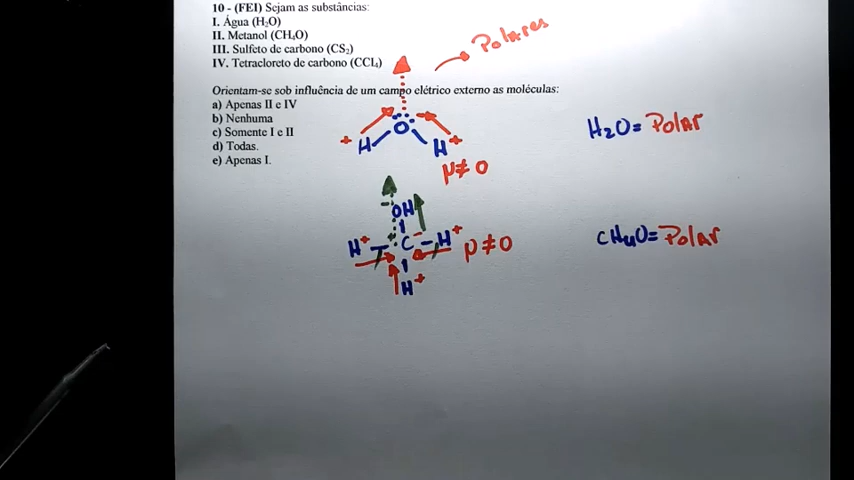 10 - (FEI) Sejam as substâncias:
I. Água (H₂O)
II. Metanol (CH₄O)
III. Sulfeto de carbono (CS₂)
IV. Tetracloreto de carbono (CCL₄)
Polares
Orientam-se sob influência de um campo elétrico externo as moléculas:
a) Apenas II e IV
b) Nenhuma
c) Somente I e II
d) Todas.
e) Apenas I.
O
+ H H +
μ ≠ 0
H₂O = Polar
- OH
H + C - H +
μ ≠ 0
H +
CH₄O = Polar